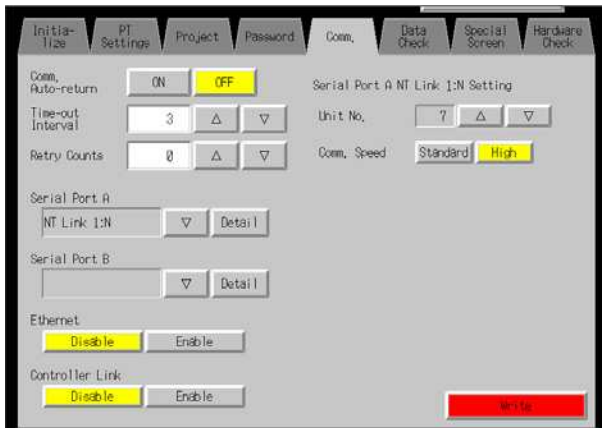 Initia-
lize
PT
Settings
Project
Password
Comm.
Data
Check
Special
Screen
Hardware
Check
Comm.
Auto-return
ON
OFF
Serial Port A NT Link 1:N Setting
Time-out
Interval
3
△
▽
Unit No.
7
△
▽
Retry Counts
0
△
▽
Comm. Speed
Standard
High
Serial Port A
NT Link 1:N
▽
Detail
Serial Port B
▽
Detail
Ethernet
Disable
Enable
Controller Link
Disable
Enable
Write